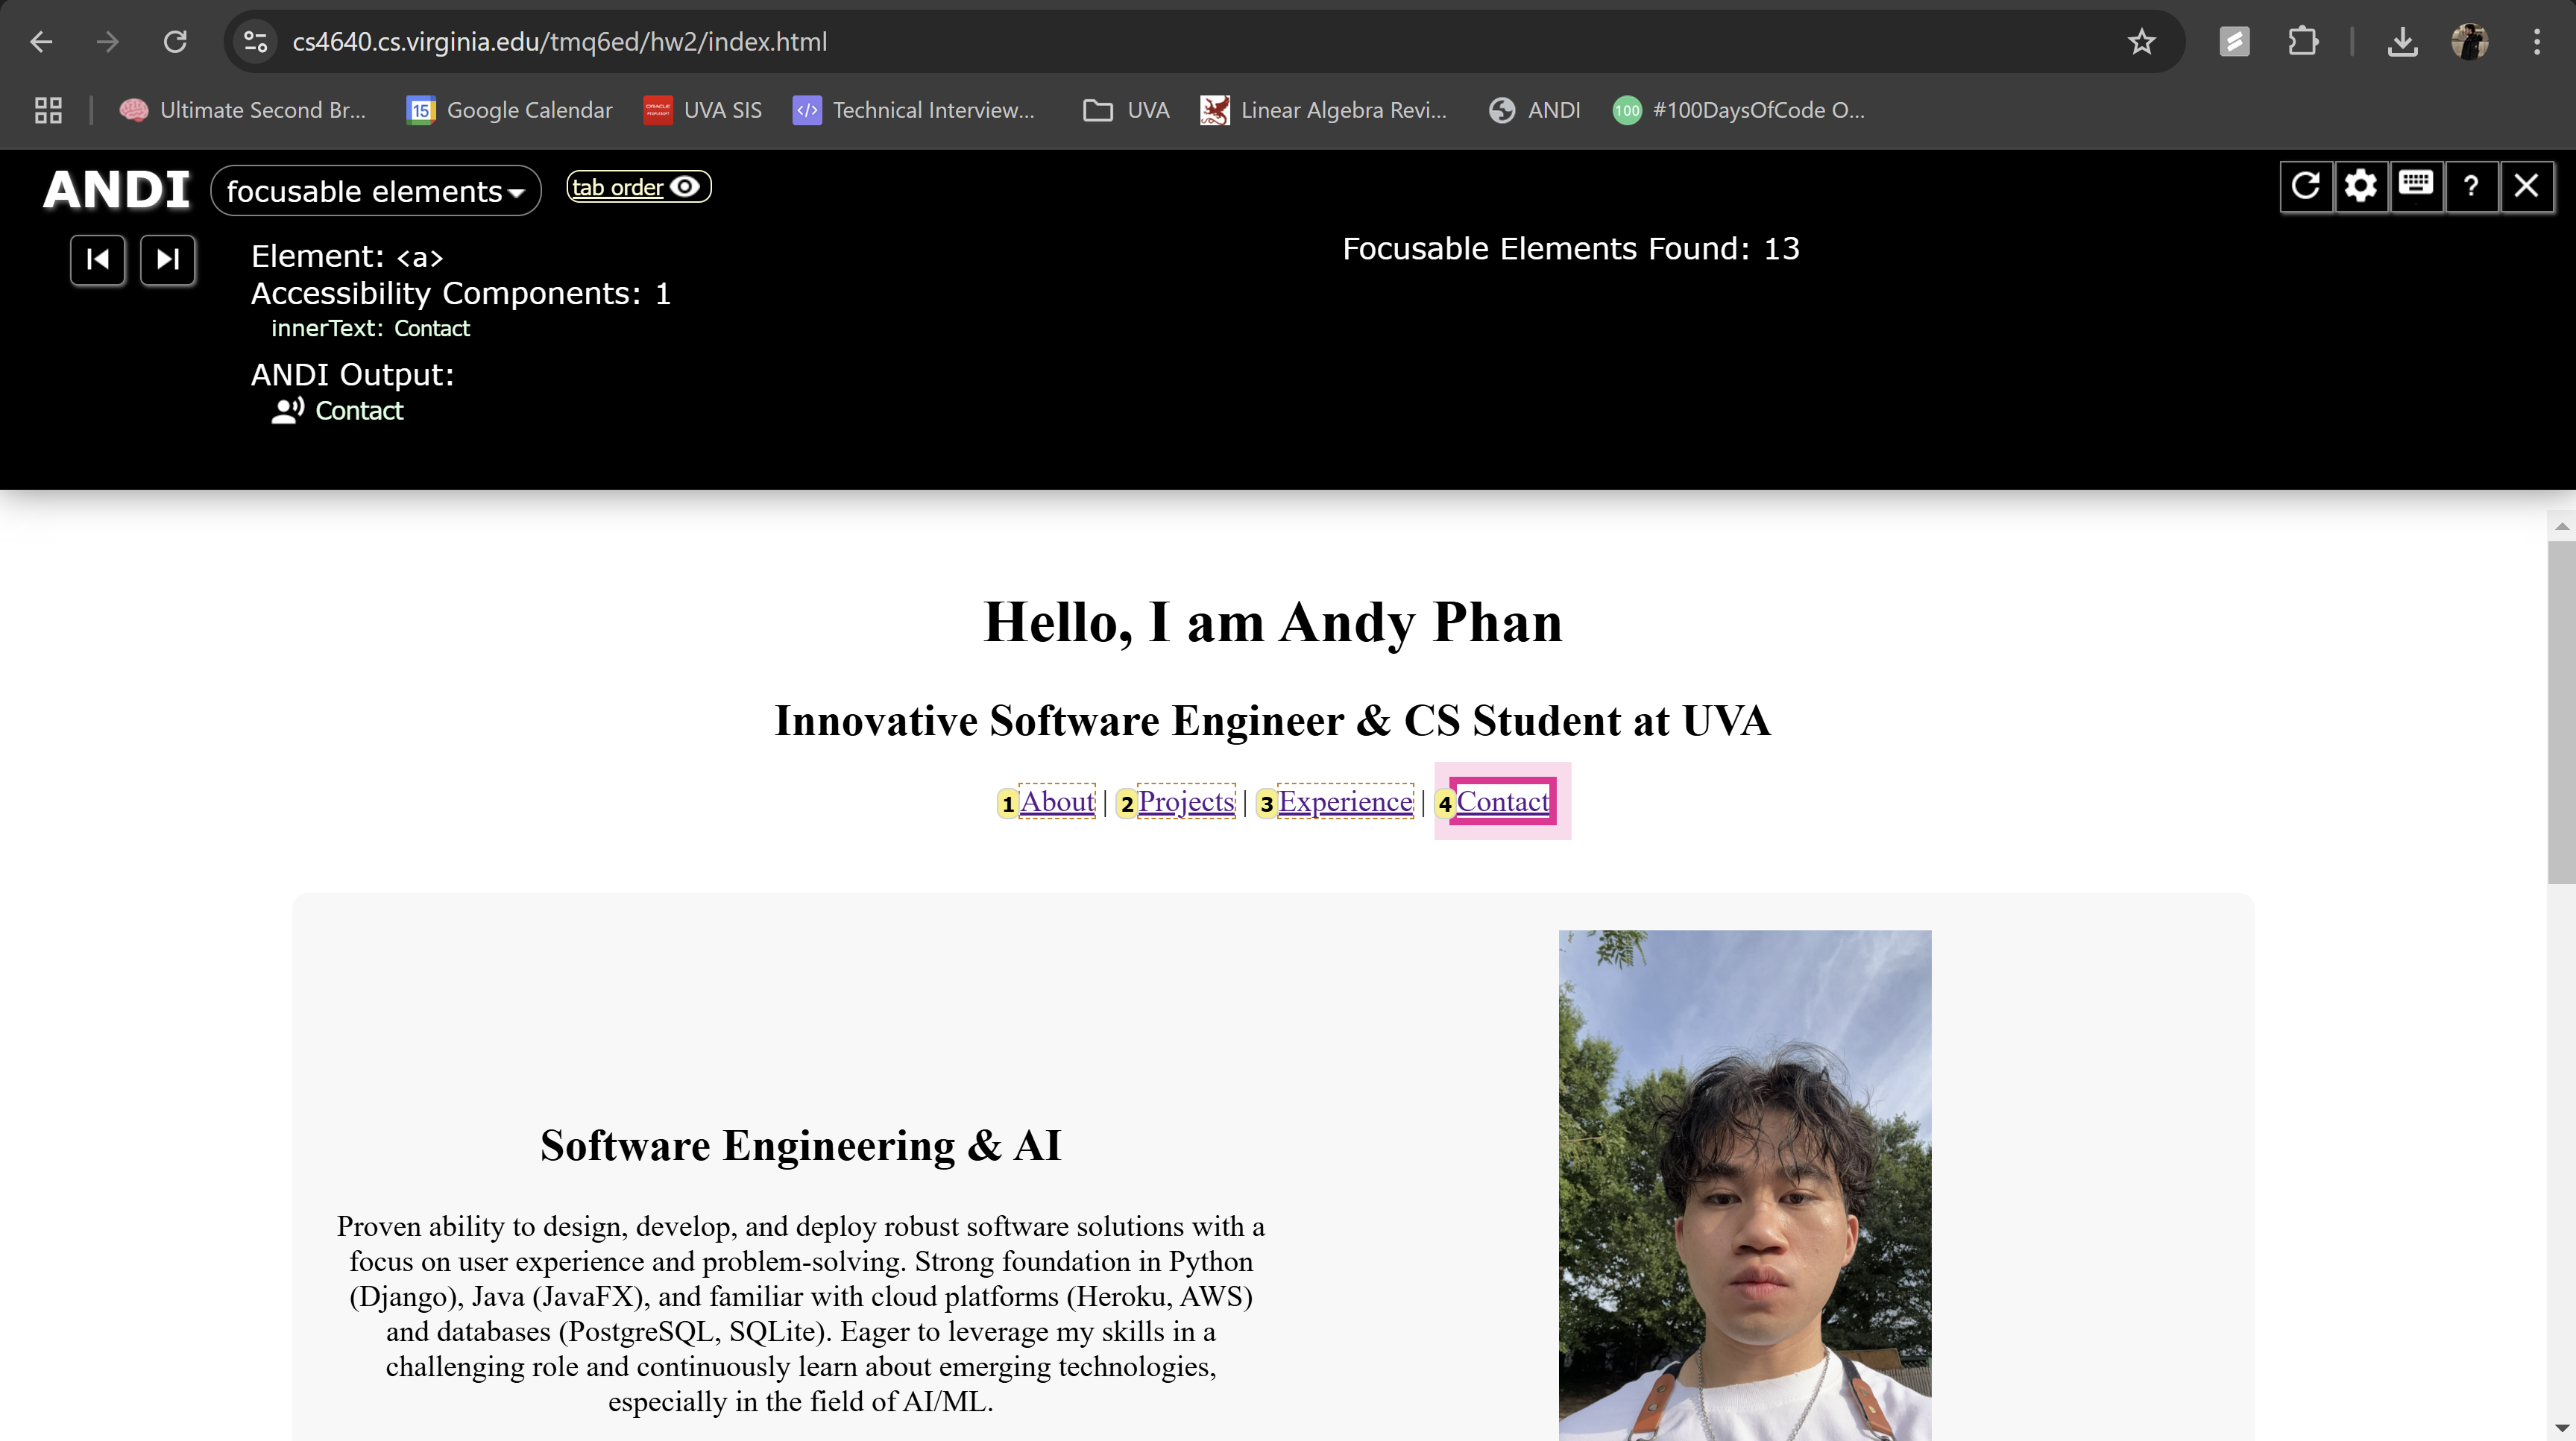 cs4640.cs.virginia.edu/tmq6ed/hw2/index.html
Ultimate Second Br... 15 Google Calendar ORACLE PEOPLESOFT UVA SIS </> Technical Interview... UVA Linear Algebra Revi... ANDI 100 #100DaysOfCode O...
ANDI focusable elements tab order ?
Element: <a>
Accessibility Components: 1
innerText: Contact
ANDI Output:
Contact
Focusable Elements Found: 13
Hello, I am Andy Phan
Innovative Software Engineer & CS Student at UVA
1 About | 2 Projects | 3 Experience | 4 Contact
Software Engineering & AI
Proven ability to design, develop, and deploy robust software solutions with a
focus on user experience and problem-solving. Strong foundation in Python
(Django), Java (JavaFX), and familiar with cloud platforms (Heroku, AWS)
and databases (PostgreSQL, SQLite). Eager to leverage my skills in a
challenging role and continuously learn about emerging technologies,
especially in the field of AI/ML.